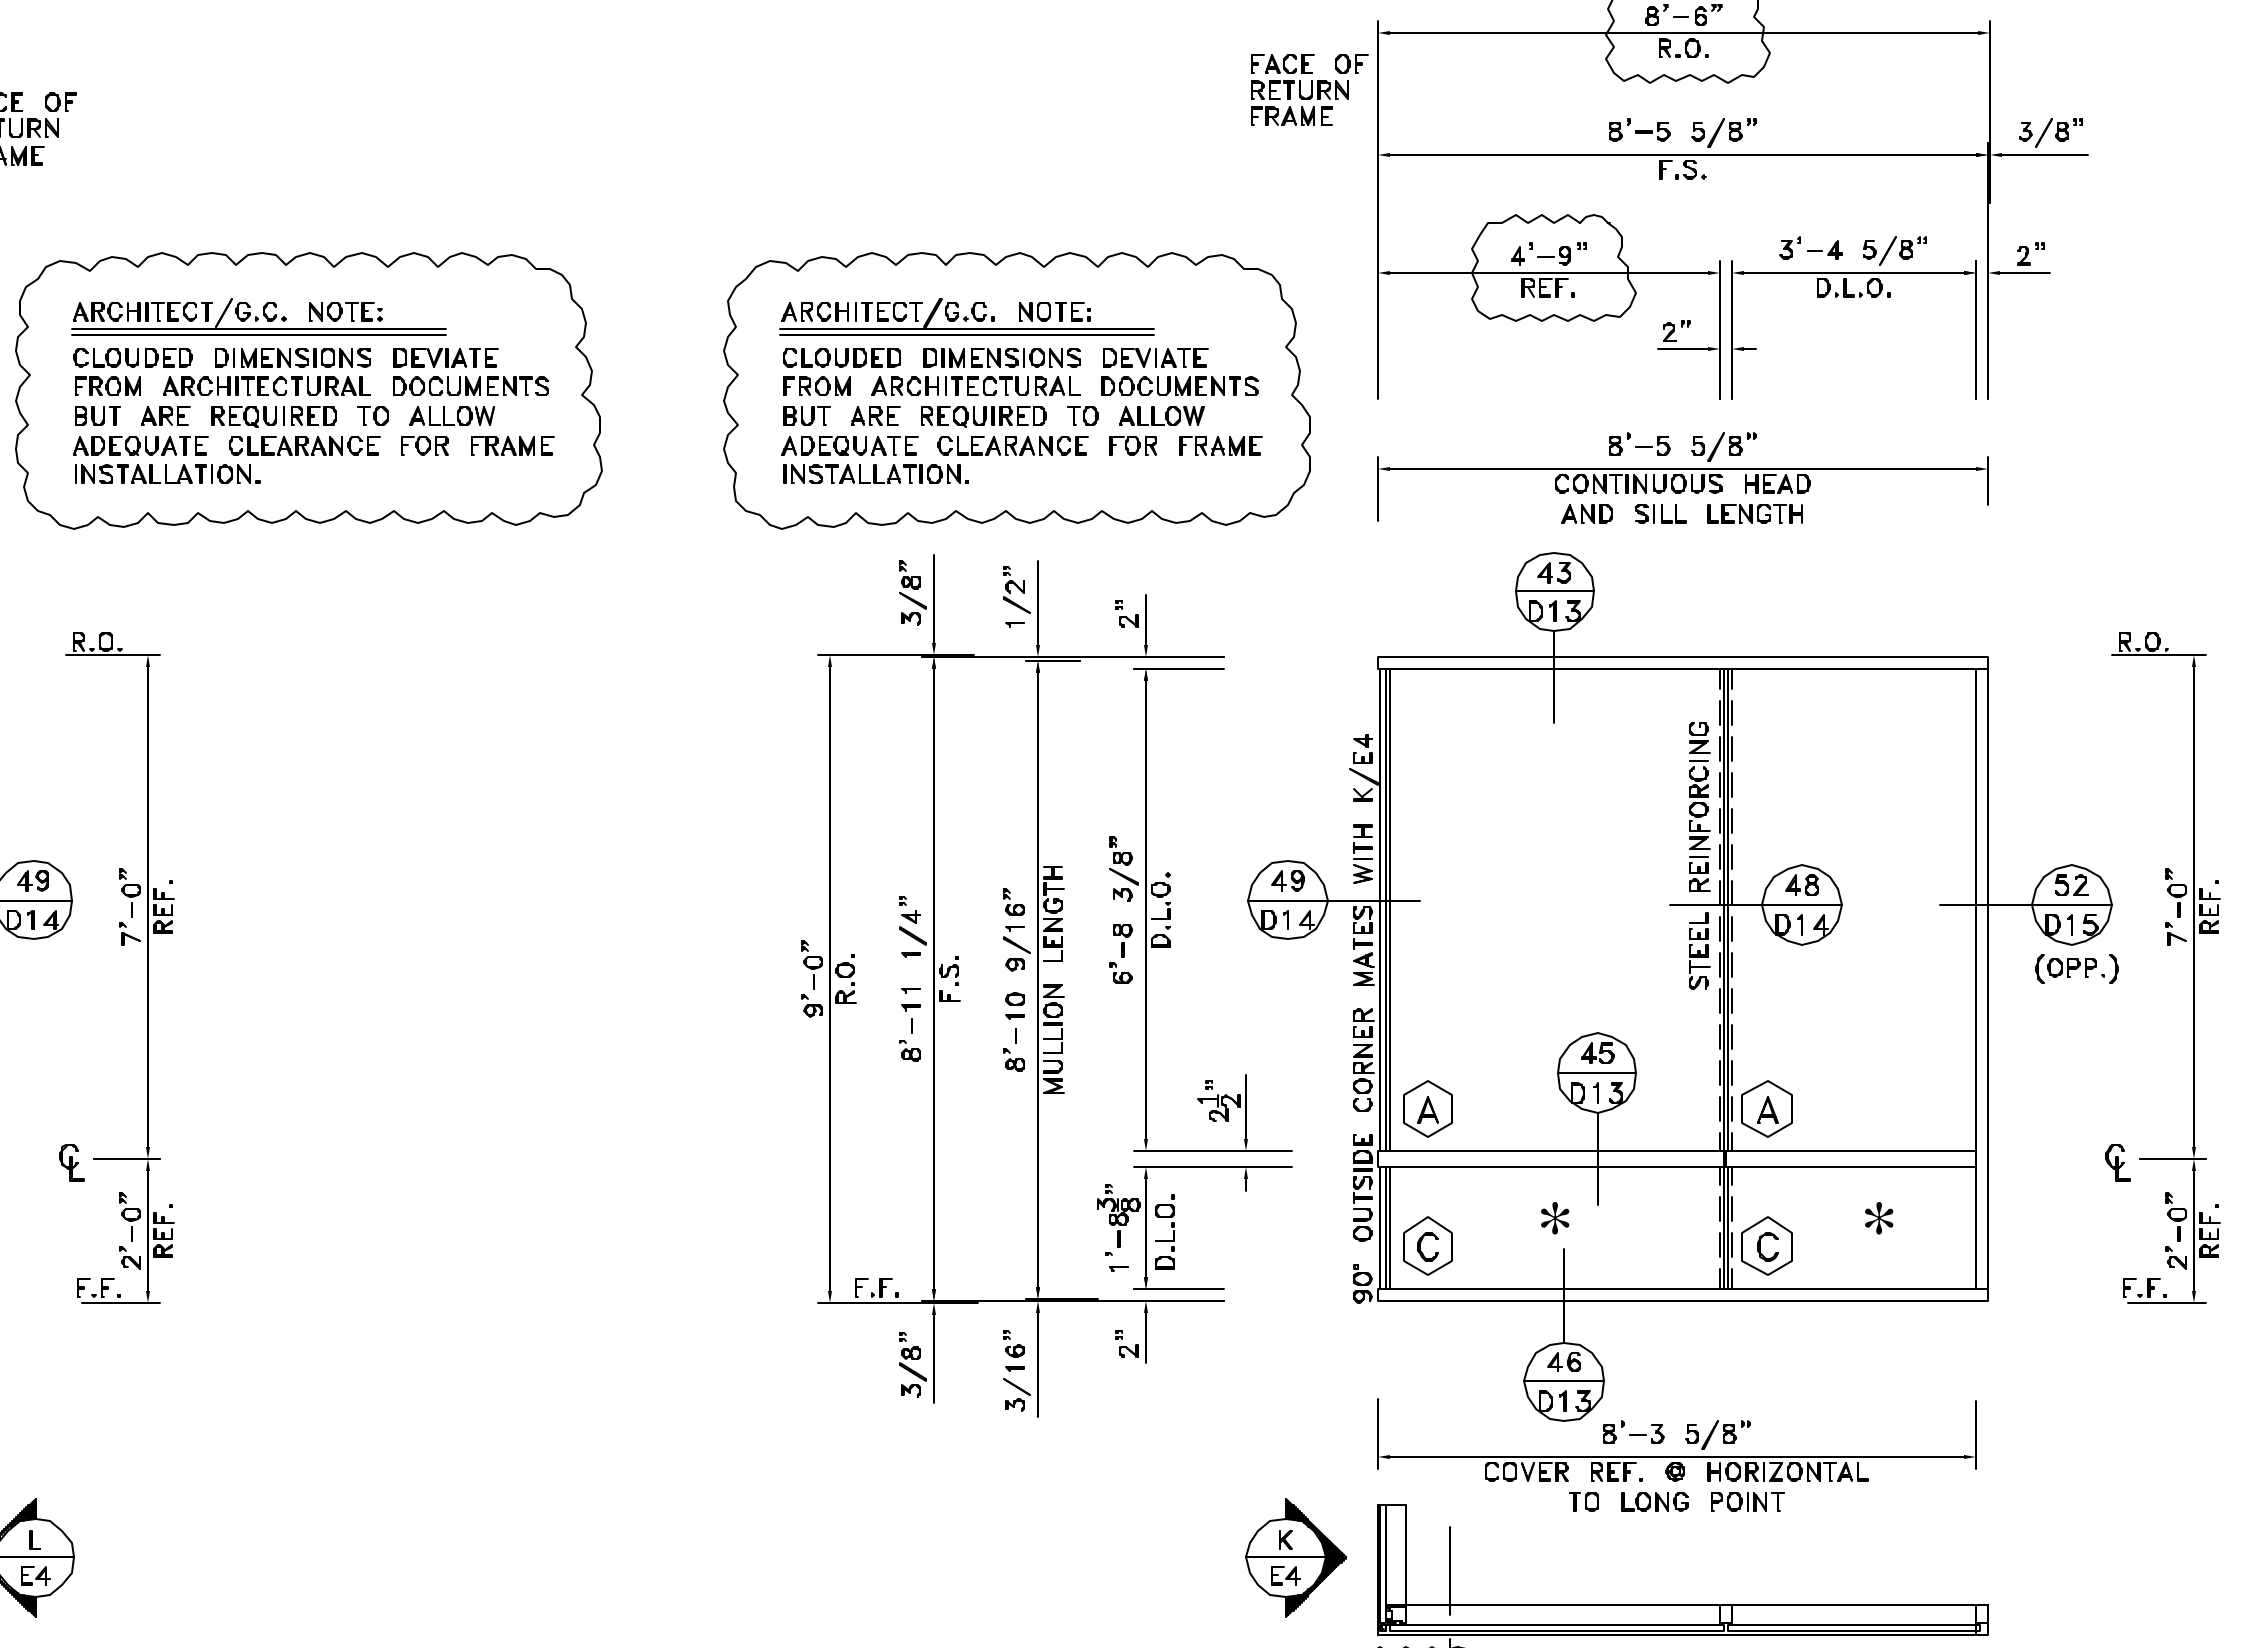 8'-6"
R.O.
FACE OF
RETURN
FRAME
CE OF
TURN
AME
8'-5 5/8"
F.S.
3/8"
4'-9"
REF.
3'-4 5/8"
D.L.O.
2"
2"
ARCHITECT/G.C. NOTE:
CLOUDED DIMENSIONS DEVIATE
FROM ARCHITECTURAL DOCUMENTS
BUT ARE REQUIRED TO ALLOW
ADEQUATE CLEARANCE FOR FRAME
INSTALLATION.
ARCHITECT/G.C. NOTE:
CLOUDED DIMENSIONS DEVIATE
FROM ARCHITECTURAL DOCUMENTS
BUT ARE REQUIRED TO ALLOW
ADEQUATE CLEARANCE FOR FRAME
INSTALLATION.
8'-5 5/8"
CONTINUOUS HEAD
AND SILL LENGTH
3/8"
1/2"
2"
43
D13
R.O.
R.O.
49
D14
7'-0"
REF.
9'-0"
R.O.
8'-11 1/4"
F.S.
8'-10 9/16"
MULLION LENGTH
6'-8 3/8"
D.L.O.
49
D14
90° OUTSIDE CORNER MATES WITH K/E4
STEEL REINFORCING
48
D14
52
D15
(OPP.)
7'-0"
REF.
45
D13
2 1/2"
A
A
℄
℄
2'-0"
REF.
F.F.
1'-8 3/8"
D.L.O.
C
*
C
*
2'-0"
REF.
F.F.
F.F.
3/8"
3/16"
2"
46
D13
8'-3 5/8"
COVER REF. @ HORIZONTAL
TO LONG POINT
L
E4
K
E4